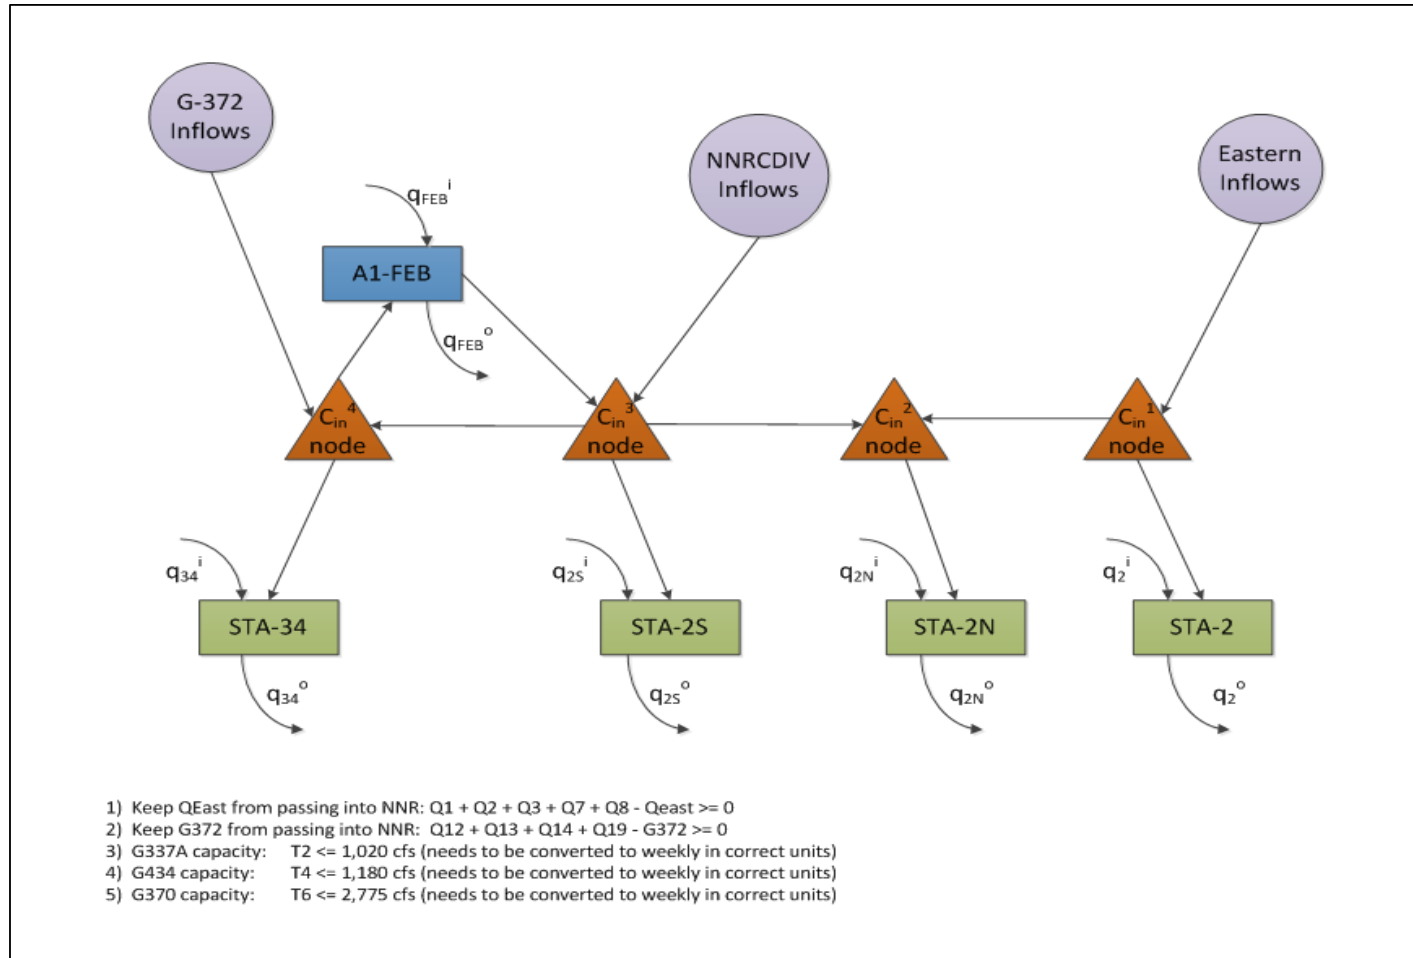 G-372
Inflows
NNRCDIV
Inflows
Eastern
Inflows
qFEBⁱ
A1-FEB
qFEBᵒ
Cin⁴
node
Cin³
node
Cin²
node
Cin¹
node
q34ⁱ
q2Sⁱ
q2Nⁱ
q2ⁱ
STA-34
STA-2S
STA-2N
STA-2
q34ᵒ
q2Sᵒ
q2Nᵒ
q2ᵒ
1) Keep QEast from passing into NNR: Q1 + Q2 + Q3 + Q7 + Q8 - Qeast >= 0
2) Keep G372 from passing into NNR: Q12 + Q13 + Q14 + Q19 - G372 >= 0
3) G337A capacity: T2 <= 1,020 cfs (needs to be converted to weekly in correct units)
4) G434 capacity: T4 <= 1,180 cfs (needs to be converted to weekly in correct units)
5) G370 capacity: T6 <= 2,775 cfs (needs to be converted to weekly in correct units)